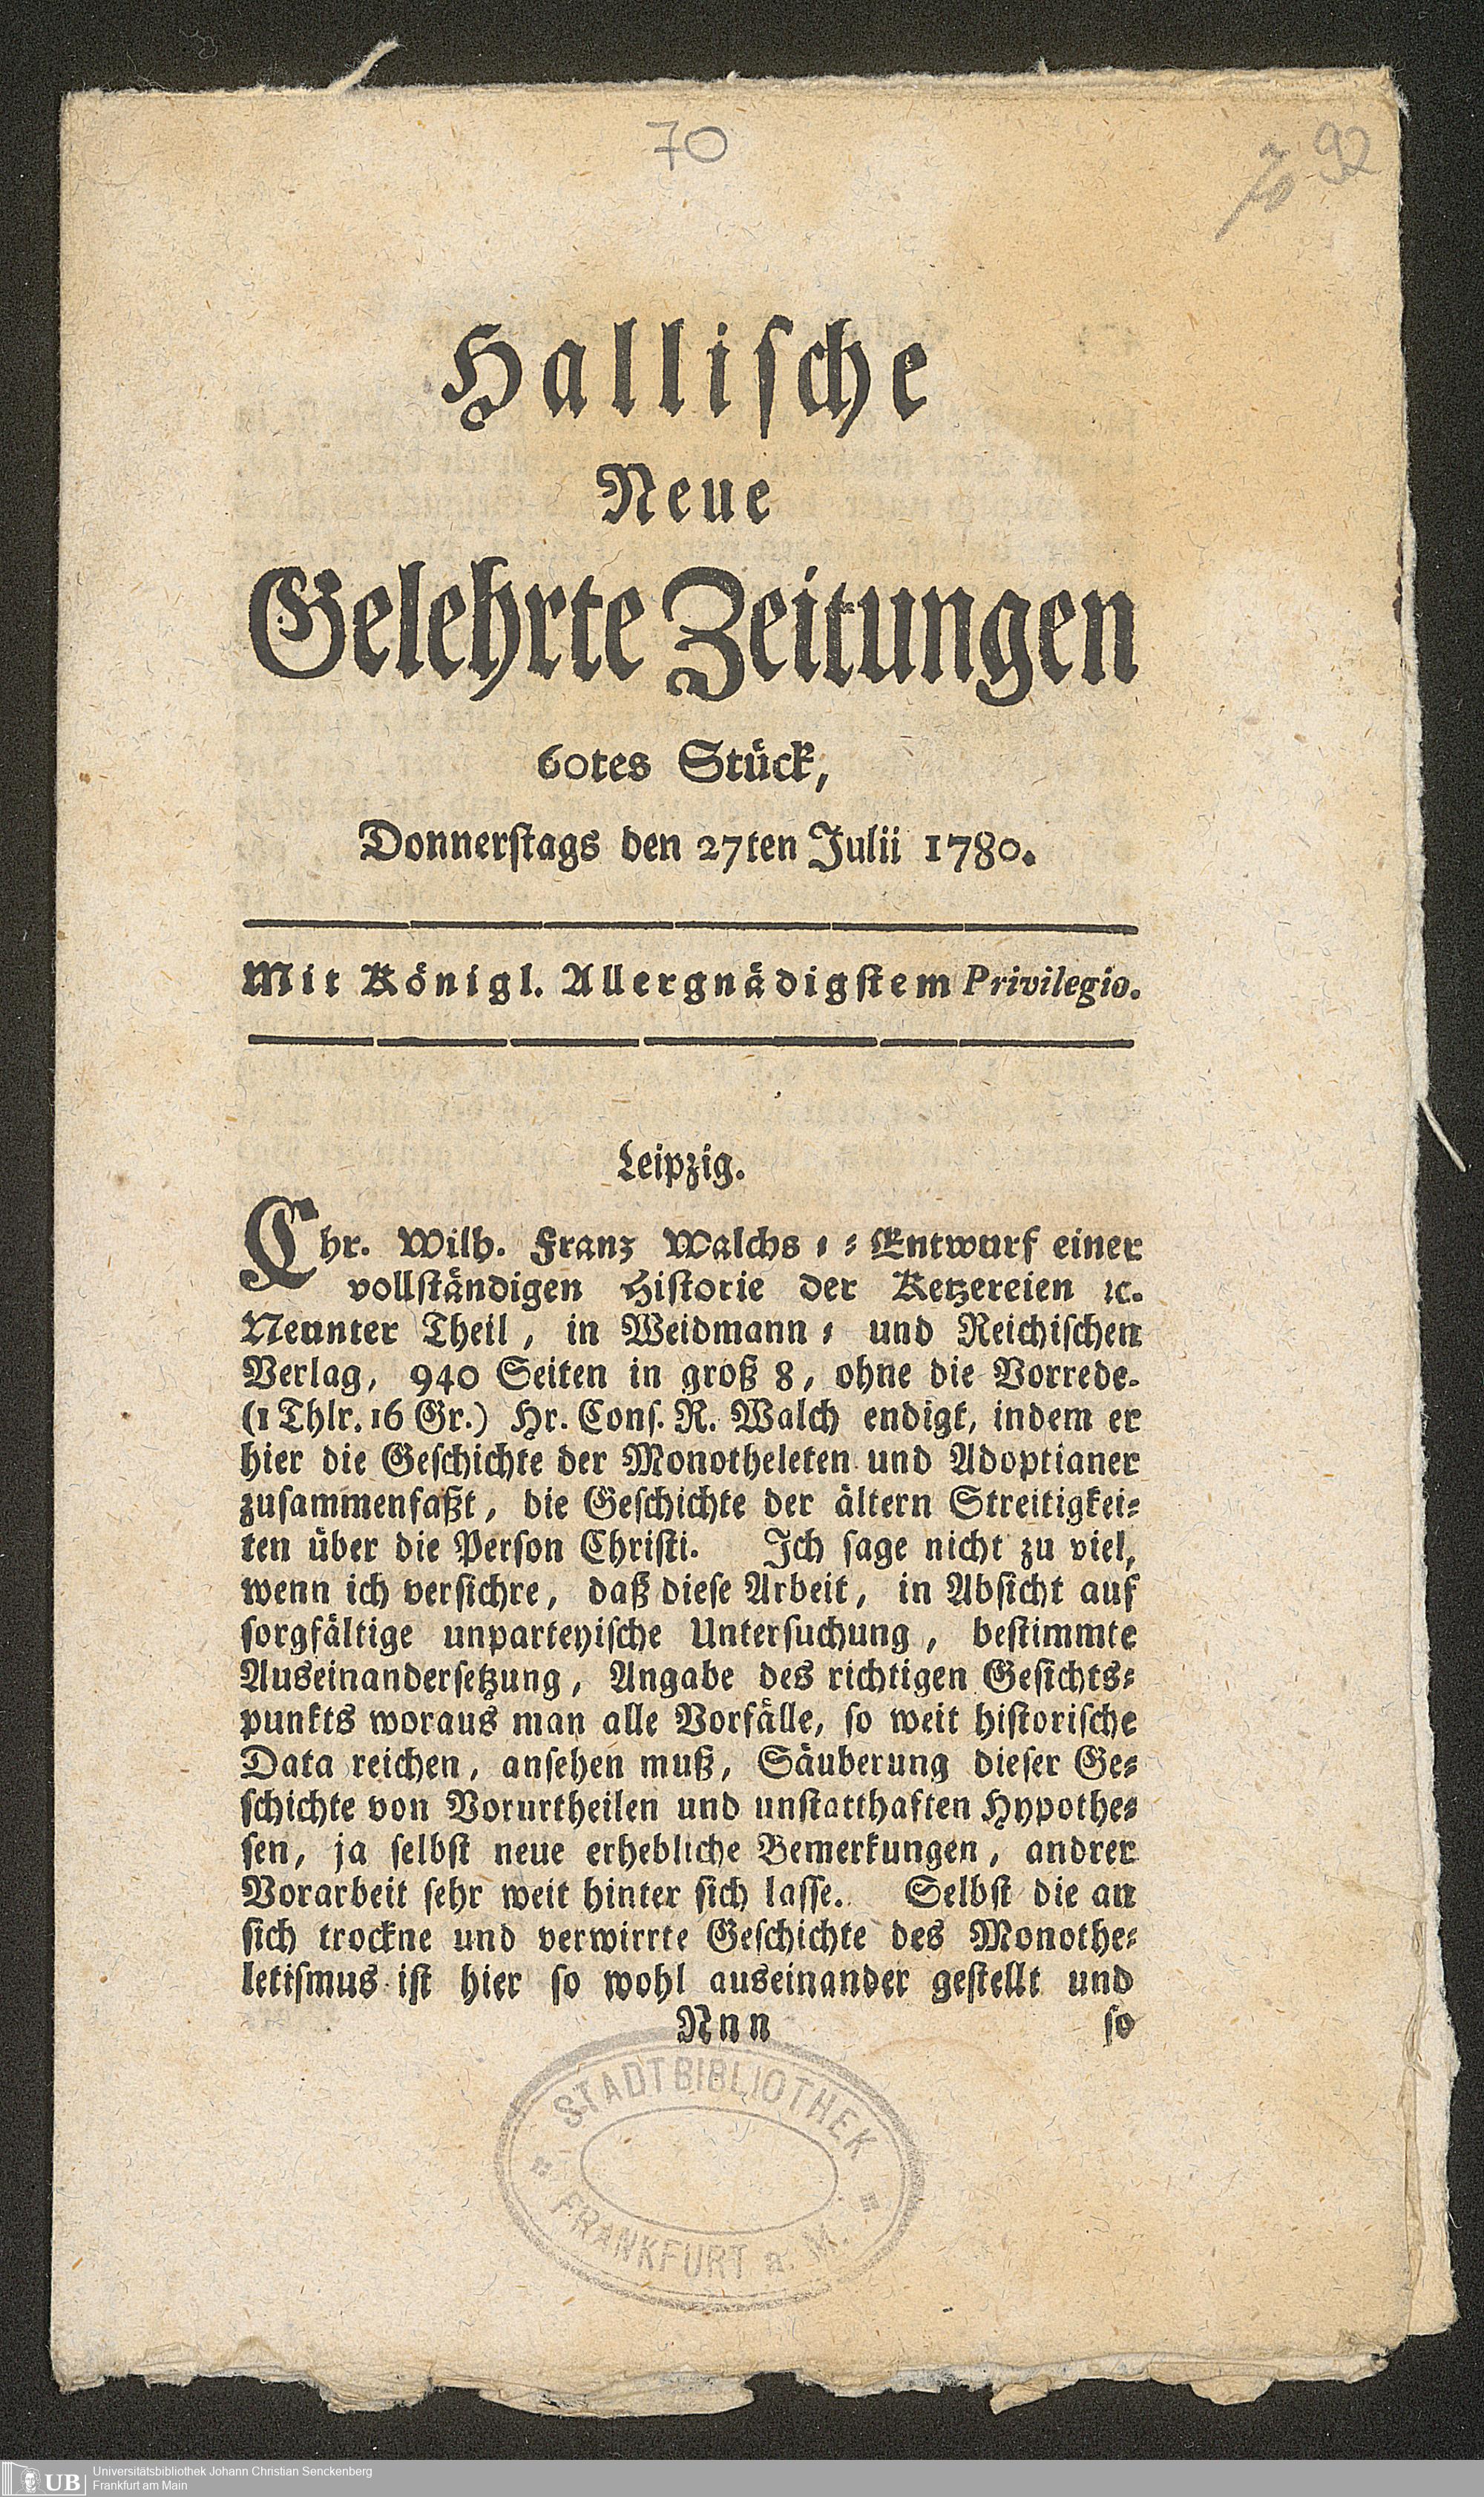 70
92
Hallische
Neue
Gelehrte Zeitungen
60tes Stück,
Donnerstags den 27ten Julii 1780.
Mit Königl. Allergnädigstem Privilegio.
Leipzig.
Chr. Wilh. Franz Walchs ⸗ ⸗ Entwurf einer
vollständigen Historie der Ketzereien ꝛc.
Neunter Theil, in Weidmann ⸗ und Reichischen
Verlag, 940 Seiten in groß 8, ohne die Vorrede.
(1 Thlr. 16 Gr.) Hr. Cons. R. Walch endigt, indem er
hier die Geschichte der Monotheleten und Adoptianer
zusammenfaßt, die Geschichte der ältern Streitigkei⸗
ten über die Person Christi. Ich sage nicht zu viel,
wenn ich versichre, daß diese Arbeit, in Absicht auf
sorgfältige unparteyische Untersuchung, bestimmte
Auseinandersetzung, Angabe des richtigen Gesichts⸗
punkts woraus man alle Vorfälle, so weit historische
Data reichen, ansehen muß, Säuberung dieser Ge⸗
schichte von Vorurtheilen und unstatthaften Hypothe⸗
sen, ja selbst neue erhebliche Bemerkungen, andrer
Vorarbeit sehr weit hinter sich lasse. Selbst die an
sich trockne und verwirrte Geschichte des Monothe⸗
letismus ist hier so wohl auseinander gestellt und
Nnn so
STADTBIBLIOTHEK
FRANKFURT a. M.
UB
Universitätsbibliothek Johann Christian Senckenberg
Frankfurt am Main